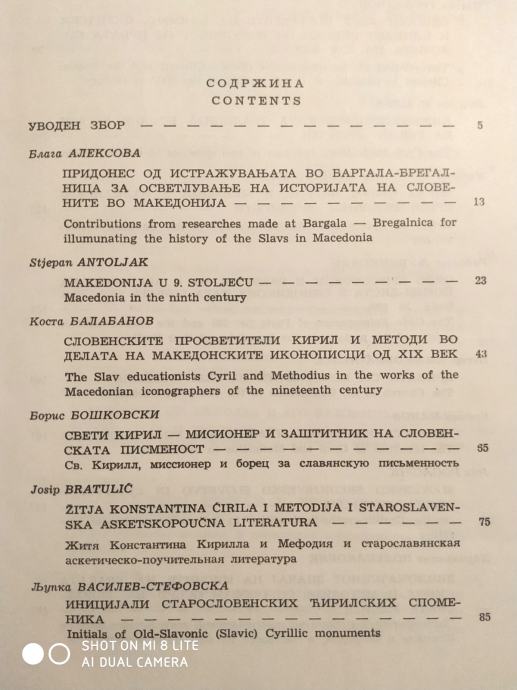 СОДРЖИНА
CONTENTS
УВОДЕН ЗБОР — — — — — — — — — — — — — — — 5
Блага АЛЕКСОВА
ПРИДОНЕС ОД ИСТРАЖУВАЊАТА ВО БАРГАЛА-БРЕГАЛ-
НИЦА ЗА ОСВЕТЛУВАЊЕ НА ИСТОРИЈАТА НА СЛОВЕ-
НИТЕ ВО МАКЕДОНИЈА — — — — — — — — — — 13
Contributions from researches made at Bargala — Bregalnica for
illumunating the history of the Slavs in Macedonia
Stjepan ANTOLJAK
MAKEDONIJA U 9. STOLJEĆU — — — — — — — — — 23
Macedonia in the ninth century
Коста БАЛАБАНОВ
СЛОВЕНСКИТЕ ПРОСВЕТИТЕЛИ КИРИЛ И МЕТОДИ ВО
ДЕЛАТА НА МАКЕДОНСКИТЕ ИКОНОПИСЦИ ОД XIX ВЕК 43
The Slav educationists Cyril and Methodius in the works of the
Macedonian iconographers of the nineteenth century
Борис БОШКОВСКИ
СВЕТИ КИРИЛ — МИСИОНЕР И ЗАШТИТНИК НА СЛОВЕН-
СКАТА ПИСМЕНОСТ — — — — — — — — — — — 65
Св. Кирилл, миссионер и борец за славянскую письменность
Josip BRATULIĆ
ŽITJA KONSTANTINA ĆIRILA I METODIJA I STAROSLAVEN-
SKA ASKETSKOPOUČNA LITERATURA — — — — — — 75
Житя Константина Кирилла и Мефодия и старославянская
аскетическо-поучительная литература
Љупка ВАСИЛЕВ-СТЕФОВСКА
ИНИЦИЈАЛИ СТАРОСЛОВЕНСКИХ ЋИРИЛСКИХ СПОМЕ-
НИКА — — — — — — — — — — — — — — — 85
Initials of Old-Slavonic (Slavic) Cyrillic monuments
SHOT ON MI 8 LITE
AI DUAL CAMERA